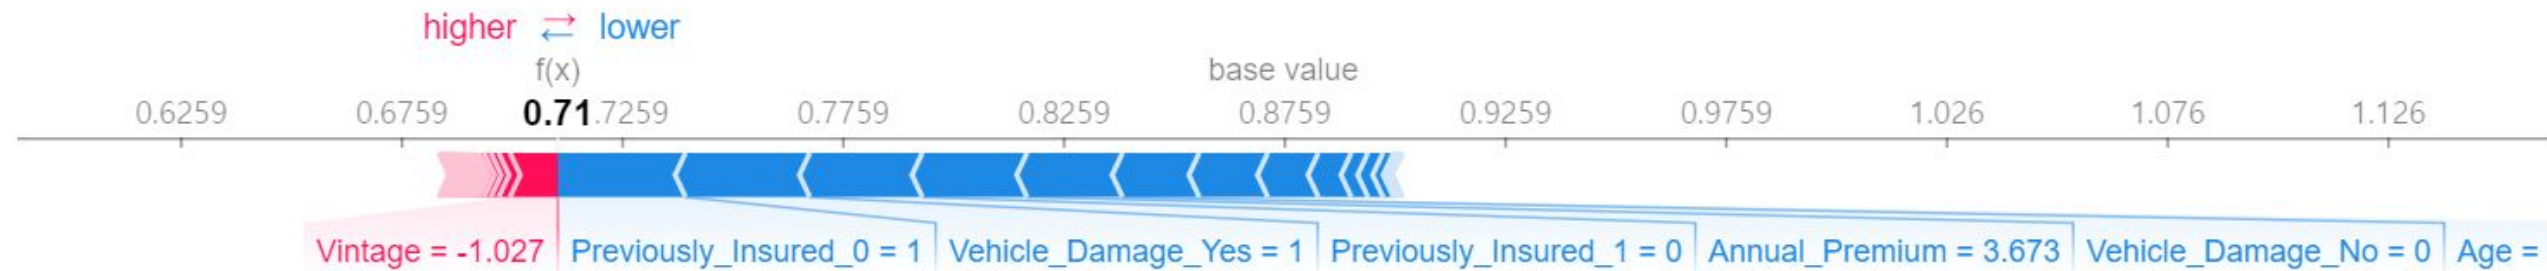 higher ⇄ lower
f(x) base value
0.6259 0.6759 0.71 .7259 0.7759 0.8259 0.8759 0.9259 0.9759 1.026 1.076 1.126
Vintage = -1.027 Previously_Insured_0 = 1 Vehicle_Damage_Yes = 1 Previously_Insured_1 = 0 Annual_Premium = 3.673 Vehicle_Damage_No = 0 Age =